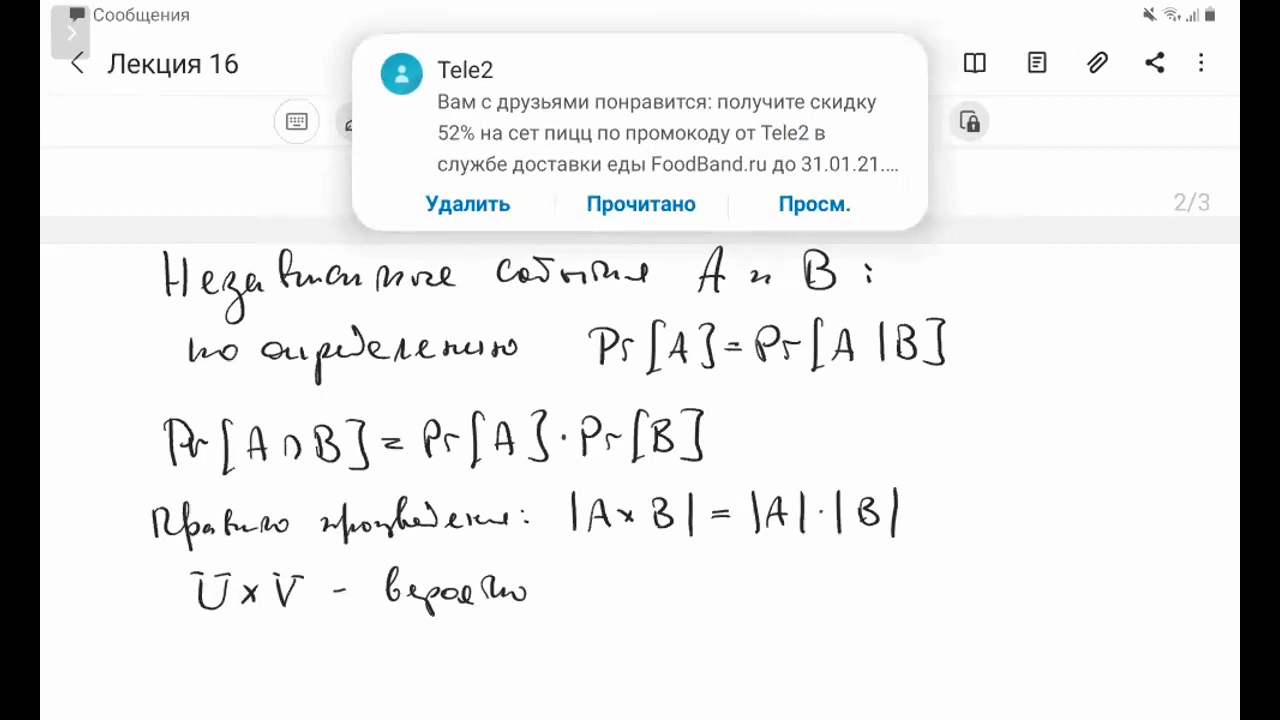 Сообщения
Лекция 16
Tele2
Вам с друзьями понравится: получите скидку
52% на сет пицц по промокоду от Tele2 в
службе доставки еды FoodBand.ru до 31.01.21....
Удалить Прочитано Просм.
2/3
Независимые события A и B :
по определению Pr[A] = Pr[A | B]
Pr[A ∩ B] = Pr[A] · Pr[B]
Правило произведения: |A × B| = |A| · |B|
U × V - вероятно